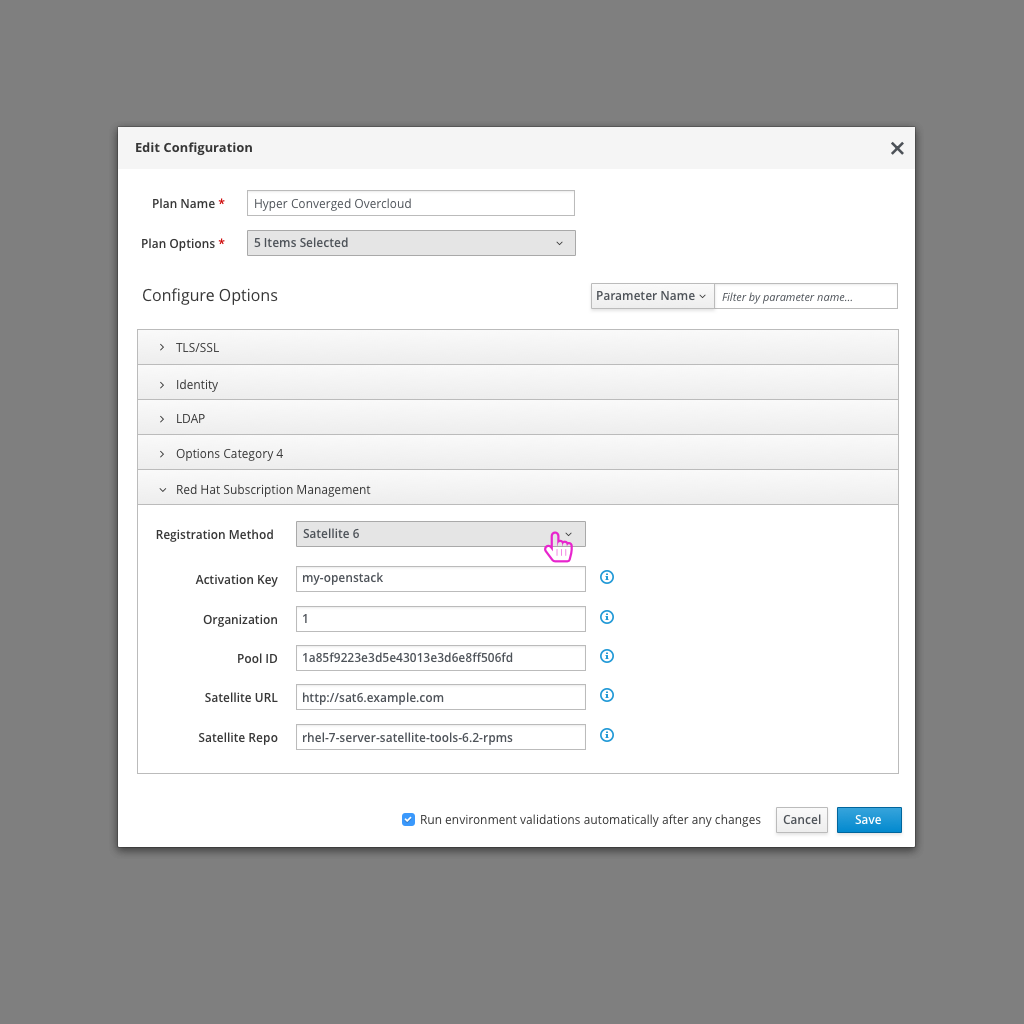 Edit Configuration
Plan Name * Hyper Converged Overcloud
Plan Options * 5 Items Selected
Configure Options Parameter Name Filter by parameter name...
TLS/SSL
Identity
LDAP
Options Category 4
Red Hat Subscription Management
Registration Method Satellite 6
Activation Key my-openstack
Organization 1
Pool ID 1a85f9223e3d5e43013e3d6e8ff506fd
Satellite URL http://sat6.example.com
Satellite Repo rhel-7-server-satellite-tools-6.2-rpms
Run environment validations automatically after any changes Cancel Save